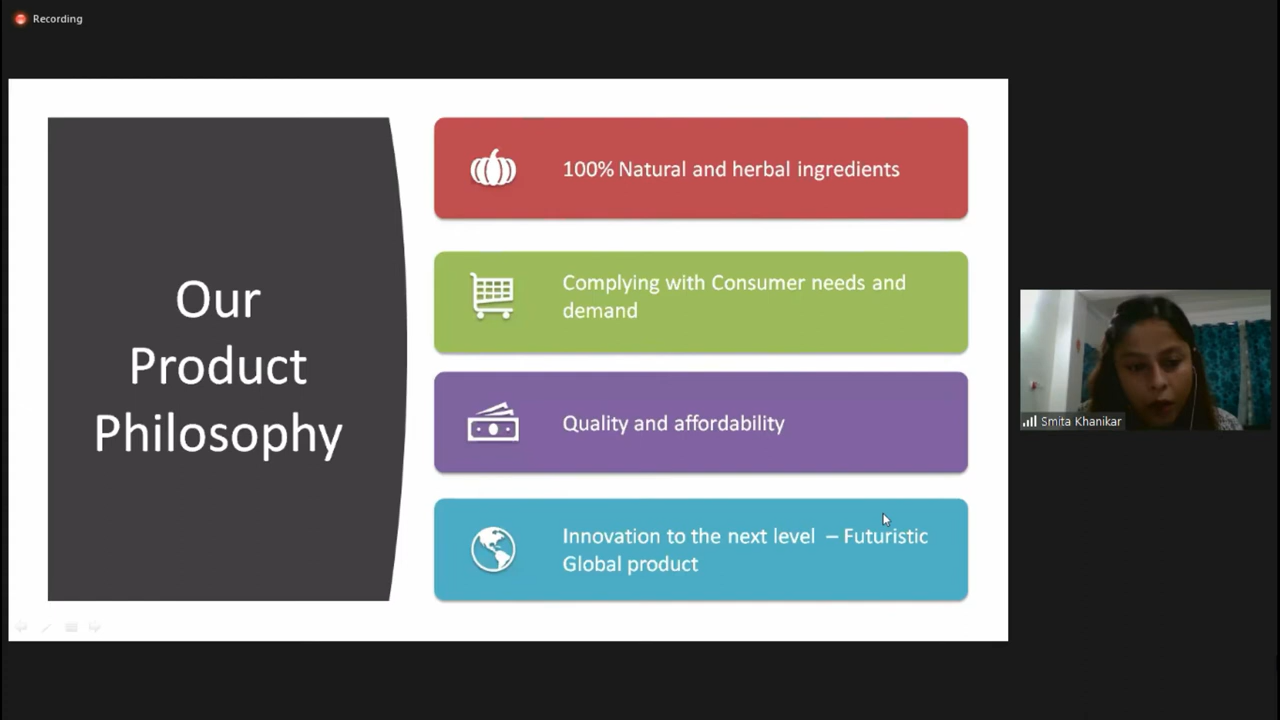 Recording
Our
Product
Philosophy
100% Natural and herbal ingredients
Complying with Consumer needs and
demand
Quality and affordability
Innovation to the next level – Futuristic
Global product
Smita Khanikar